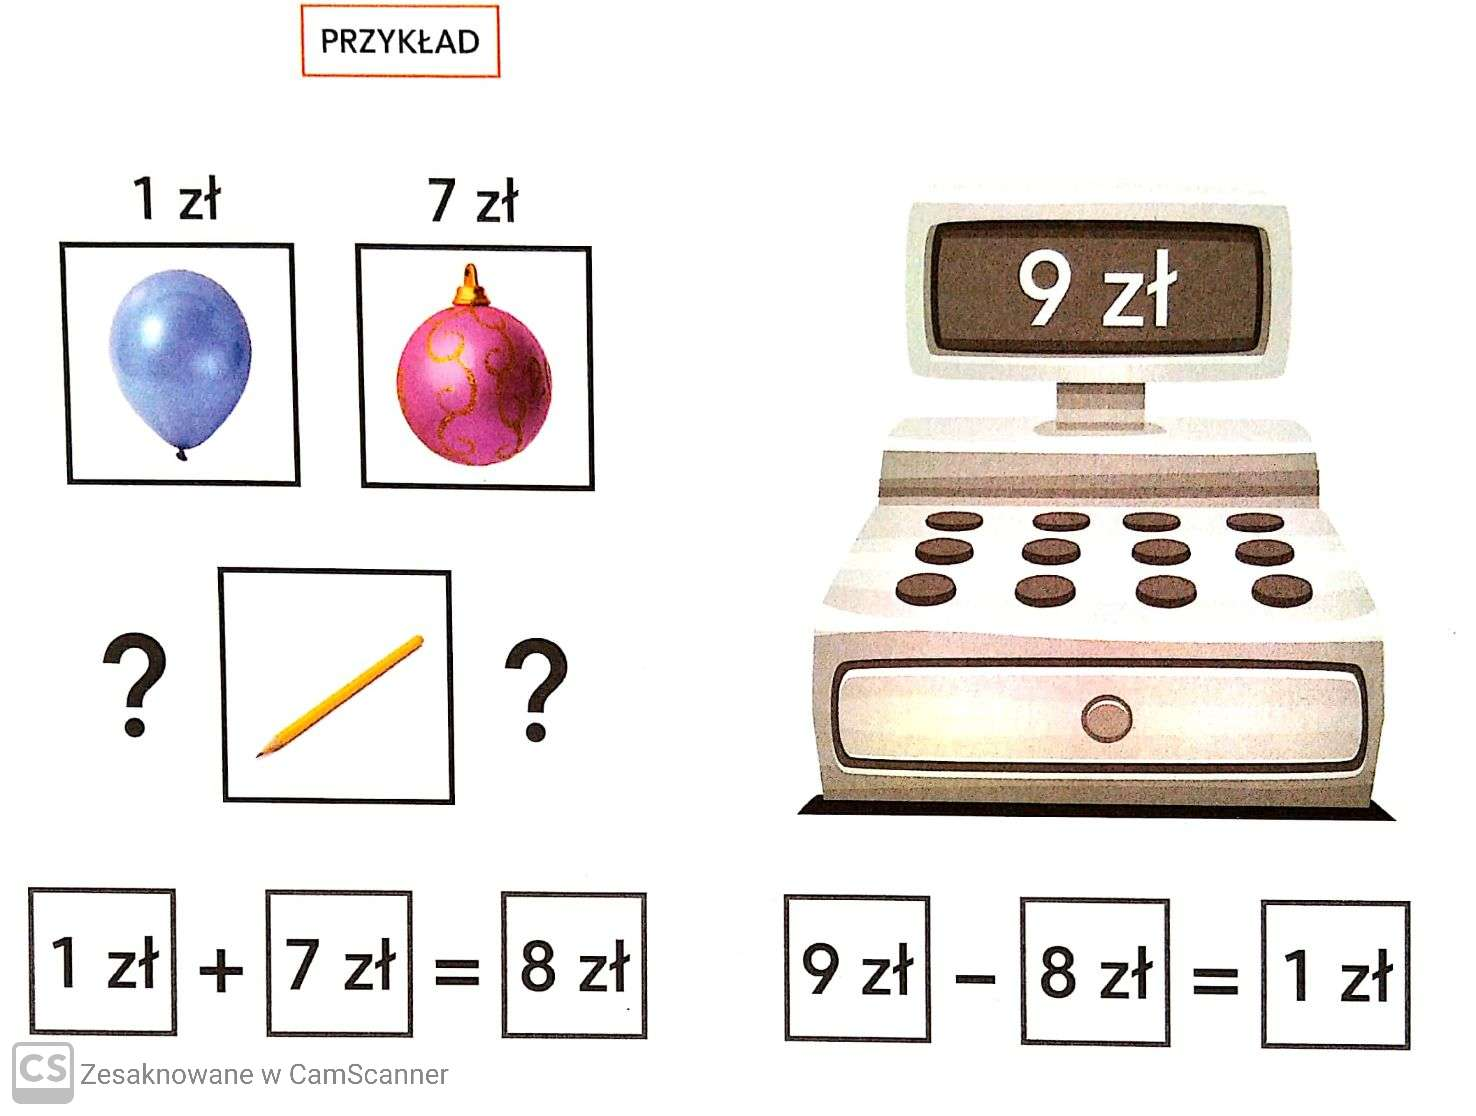 PRZYKŁAD
1 zł
7 zł
9 zł
?
?
1 zł + 7 zł = 8 zł
9 zł - 8 zł = 1 zł
CS Zesaknowane w CamScanner